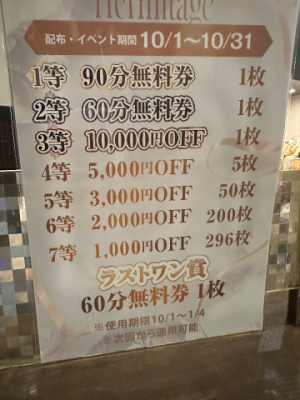 Hermitage
配布・イベント期間 10/1〜10/31
1等 90分無料券 1枚
2等 60分無料券 1枚
3等 10,000円OFF 1枚
4等 5,000円OFF 5枚
5等 3,000円OFF 50枚
6等 2,000円OFF 200枚
7等 1,000円OFF 296枚
ラストワン賞
60分無料券 1枚
※使用期限10/1〜1/4
※次回から適用可能